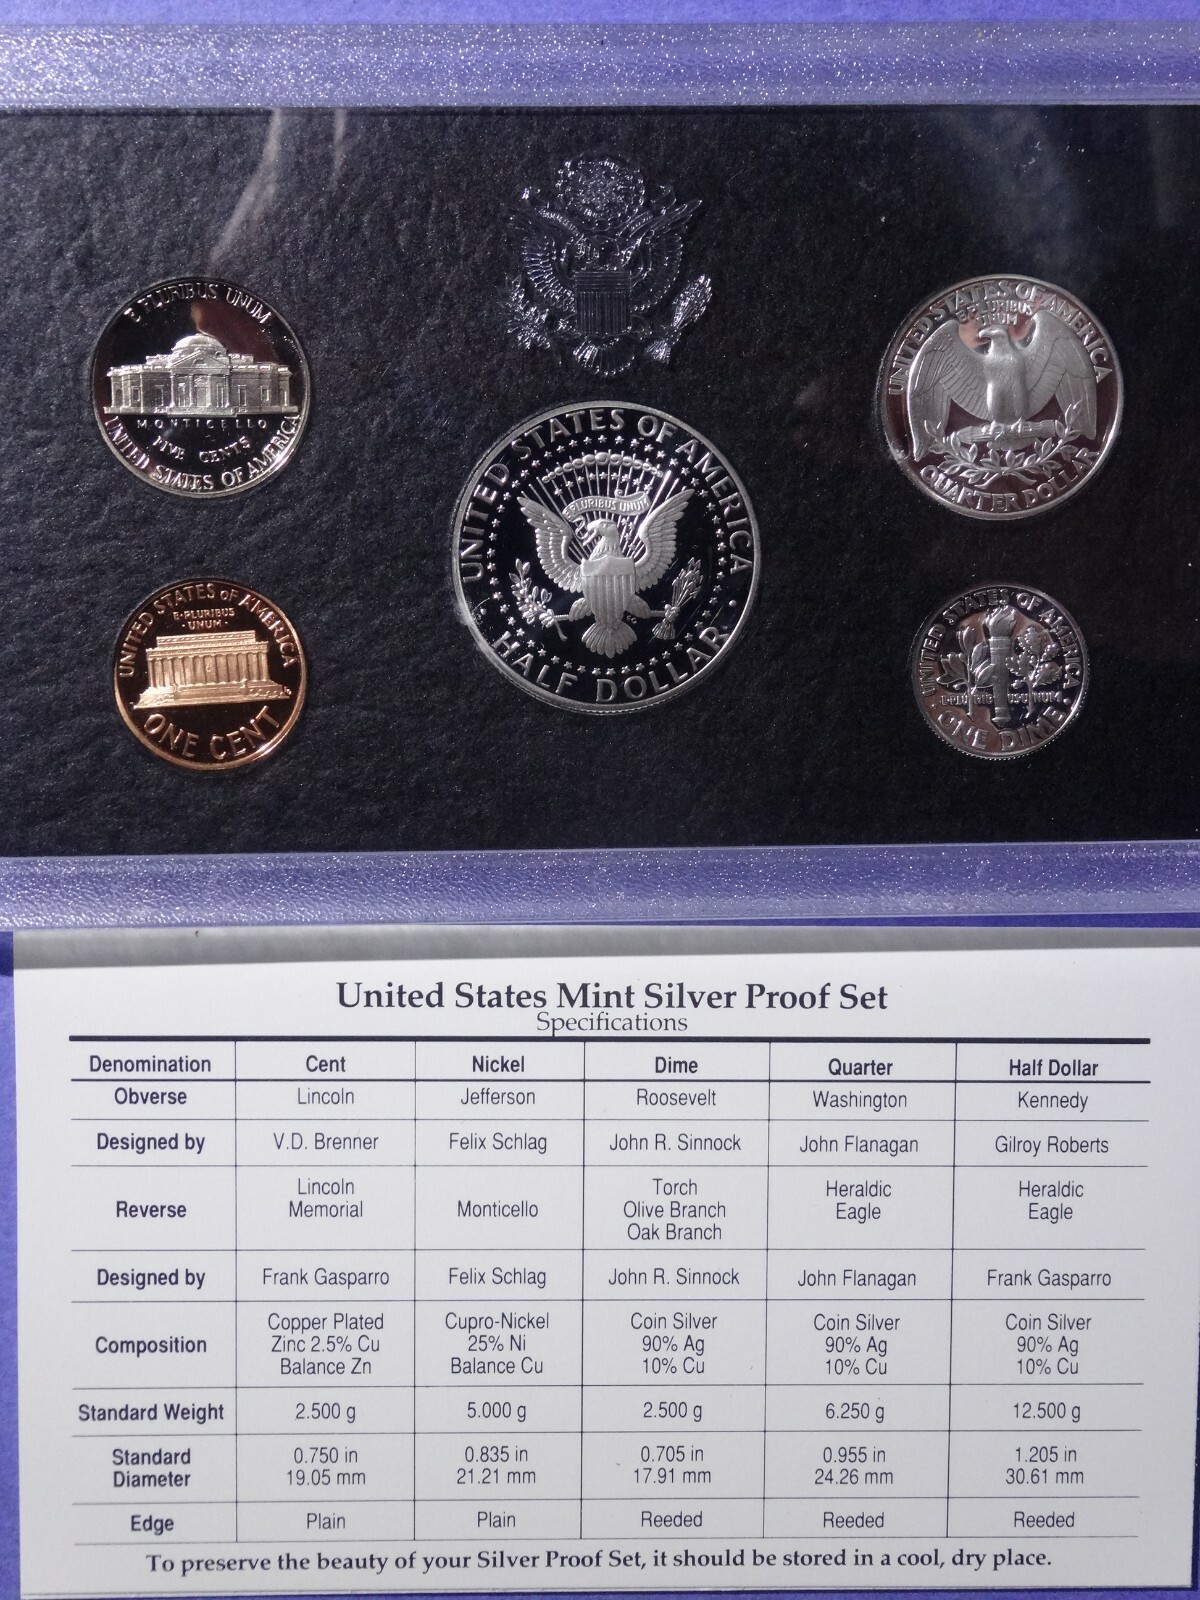 E PLURIBUS UNUM
MONTICELLO
FIVE CENTS
UNITED STATES OF AMERICA
UNITED STATES OF AMERICA
E·PLURIBUS
·UNUM·
ONE CENT
UNITED STATES OF AMERICA
E PLURIBUS UNUM
HALF DOLLAR
UNITED STATES OF AMERICA
E PLURIBUS
UNUM
QUARTER DOLLAR
UNITED STATES OF AMERICA
E PLURIBUS UNUM
ONE DIME
United States Mint Silver Proof Set
Specifications
Denomination Cent Nickel Dime Quarter Half Dollar
Obverse Lincoln Jefferson Roosevelt Washington Kennedy
Designed by V.D. Brenner Felix Schlag John R. Sinnock John Flanagan Gilroy Roberts
Reverse Lincoln Memorial Monticello Torch Olive Branch Oak Branch Heraldic Eagle Heraldic Eagle
Designed by Frank Gasparro Felix Schlag John R. Sinnock John Flanagan Frank Gasparro
Composition Copper Plated Zinc 2.5% Cu Balance Zn Cupro-Nickel 25% Ni Balance Cu Coin Silver 90% Ag 10% Cu Coin Silver 90% Ag 10% Cu Coin Silver 90% Ag 10% Cu
Standard Weight 2.500 g 5.000 g 2.500 g 6.250 g 12.500 g
Standard Diameter 0.750 in 19.05 mm 0.835 in 21.21 mm 0.705 in 17.91 mm 0.955 in 24.26 mm 1.205 in 30.61 mm
Edge Plain Plain Reeded Reeded Reeded
To preserve the beauty of your Silver Proof Set, it should be stored in a cool, dry place.